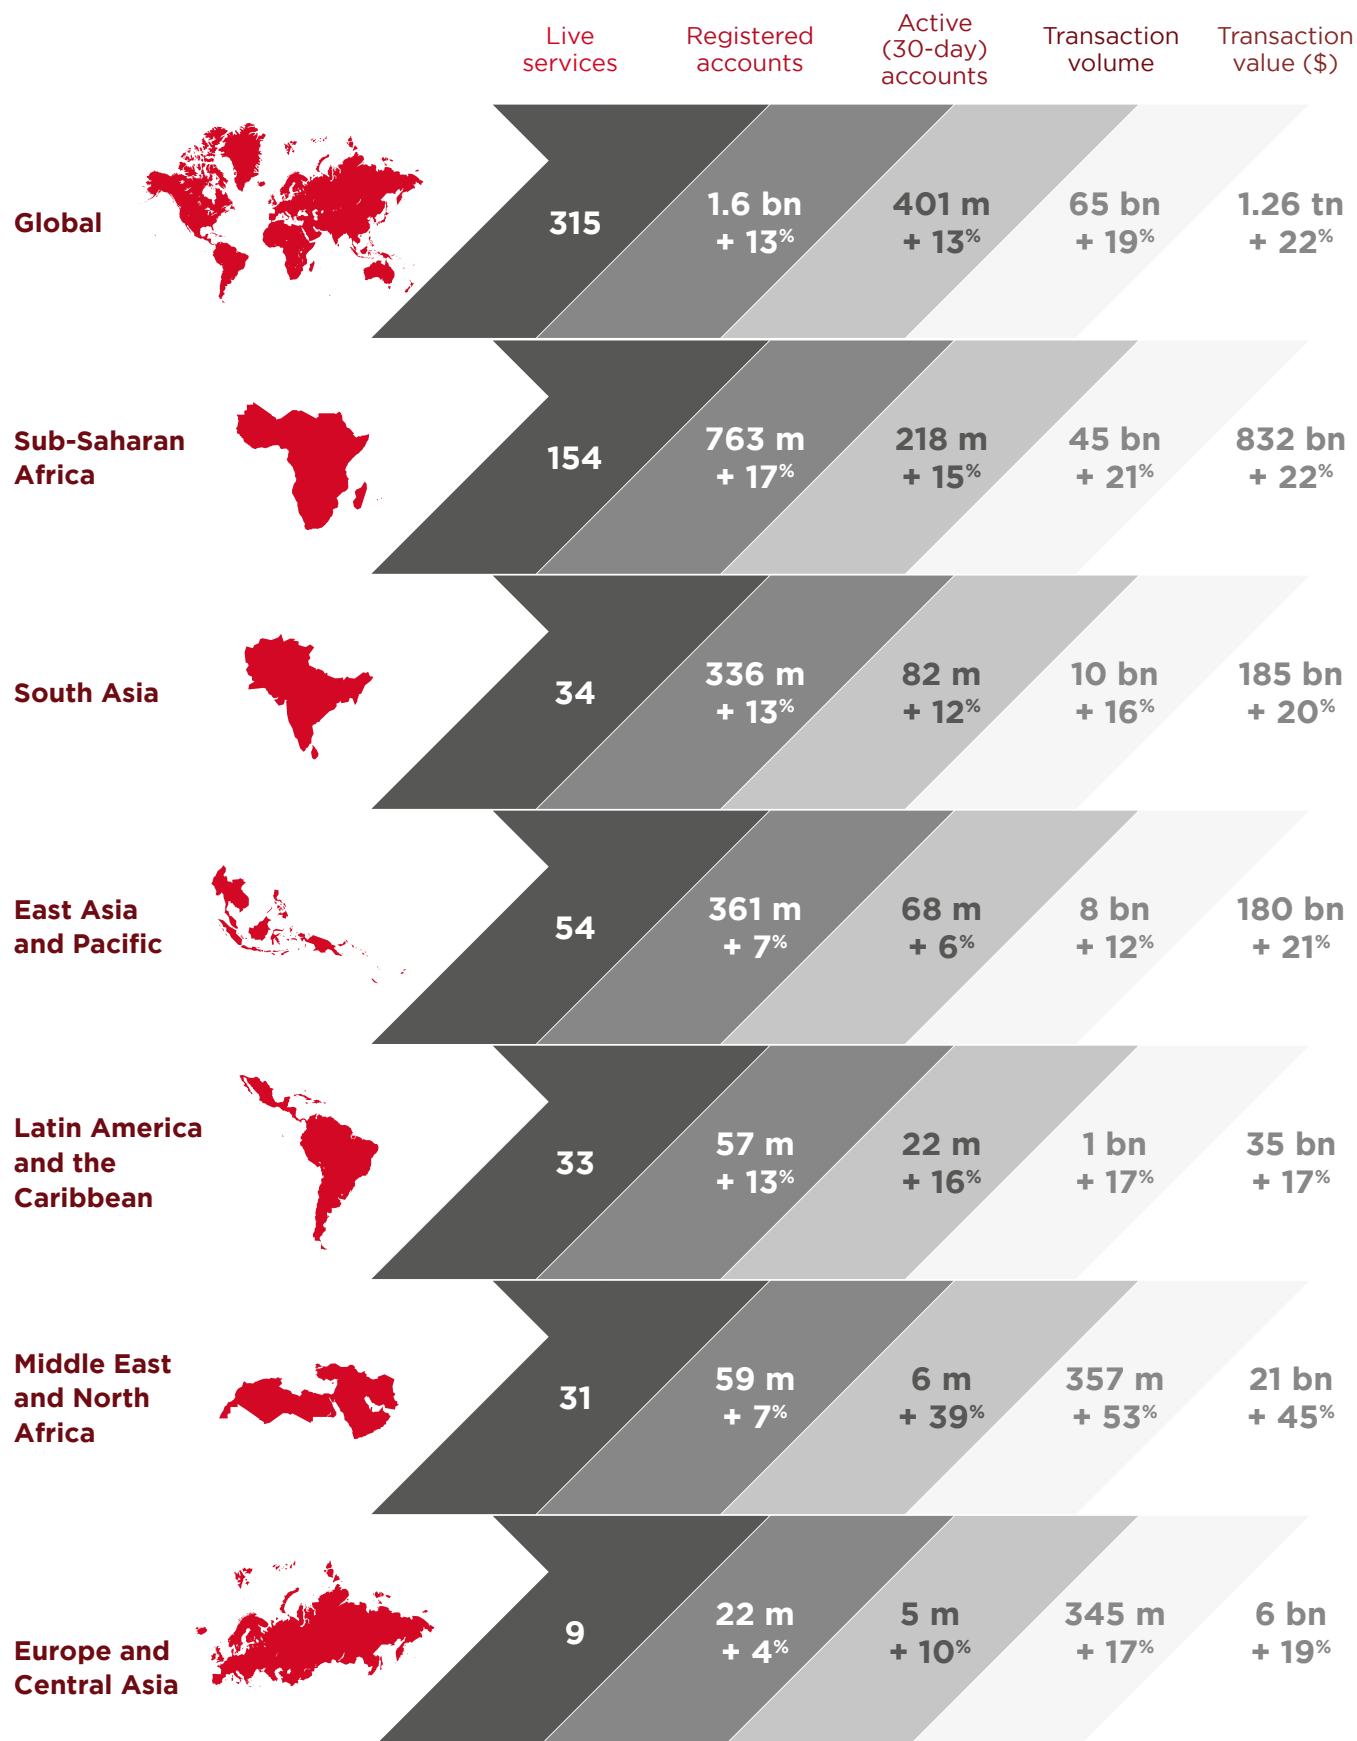 Live
services
Registered
accounts
Active
(30-day)
accounts
Transaction
volume
Transaction
value ($)
Global
315
1.6 bn
+ 13%
401 m
+ 13%
65 bn
+ 19%
1.26 tn
+ 22%
Sub-Saharan
Africa
154
763 m
+ 17%
218 m
+ 15%
45 bn
+ 21%
832 bn
+ 22%
South Asia
34
336 m
+ 13%
82 m
+ 12%
10 bn
+ 16%
185 bn
+ 20%
East Asia
and Pacific
54
361 m
+ 7%
68 m
+ 6%
8 bn
+ 12%
180 bn
+ 21%
Latin America
and the
Caribbean
33
57 m
+ 13%
22 m
+ 16%
1 bn
+ 17%
35 bn
+ 17%
Middle East
and North
Africa
31
59 m
+ 7%
6 m
+ 39%
357 m
+ 53%
21 bn
+ 45%
Europe and
Central Asia
9
22 m
+ 4%
5 m
+ 10%
345 m
+ 17%
6 bn
+ 19%